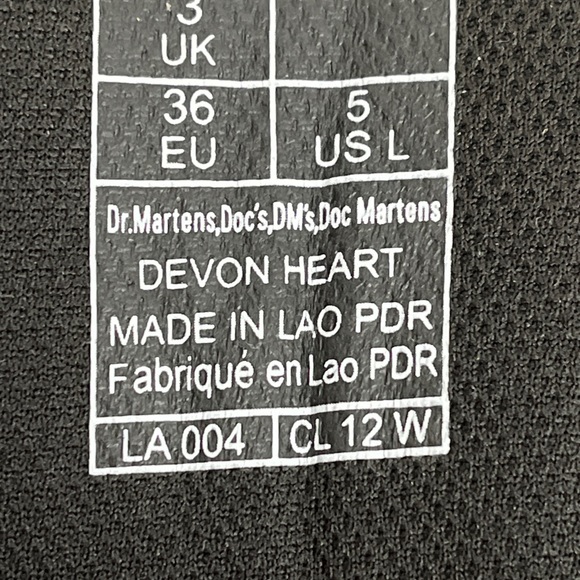 3
UK
36 5
EU US L
Dr.Martens,Doc's,DM's,Doc Martens
DEVON HEART
MADE IN LAO PDR
Fabriqué en Lao PDR
LA 004 CL 12 W